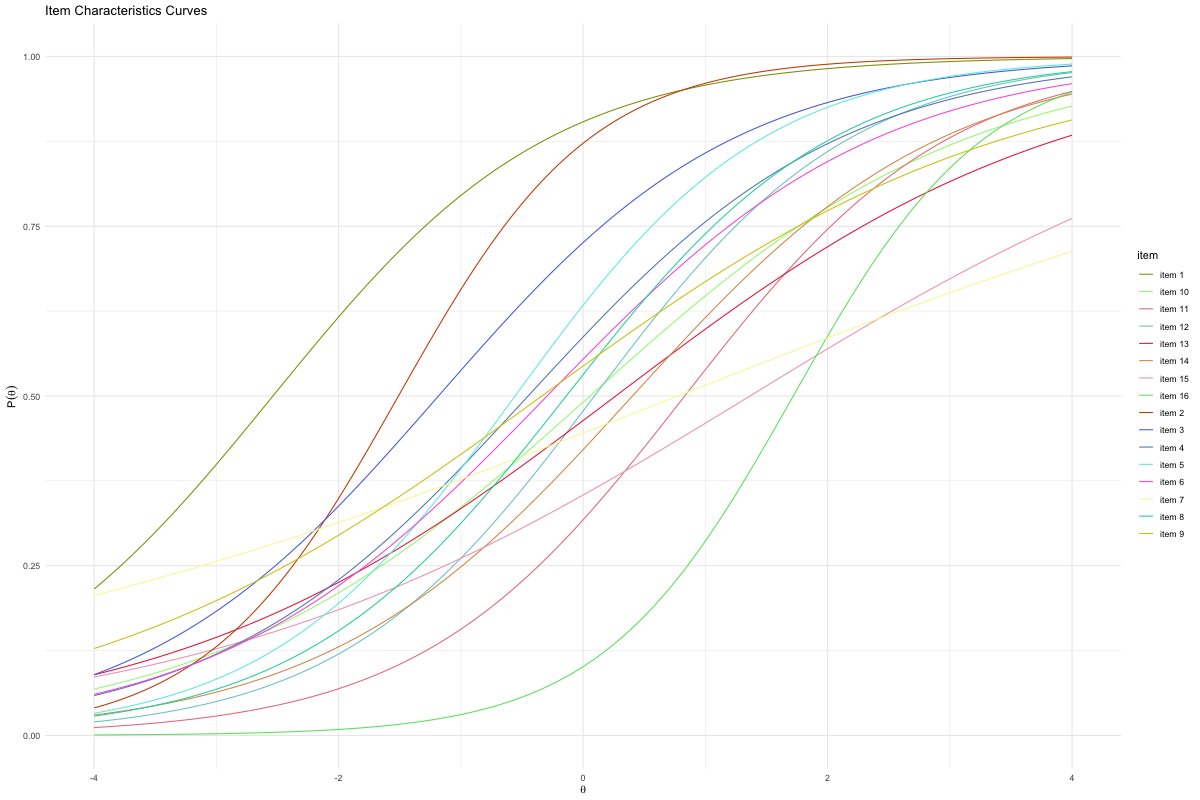 Item Characteristics Curves
P(θ)
1.00
0.75
0.50
0.25
0.00
-4
-2
0
2
4
θ
item
item 1
item 10
item 11
item 12
item 13
item 14
item 15
item 16
item 2
item 3
item 4
item 5
item 6
item 7
item 8
item 9